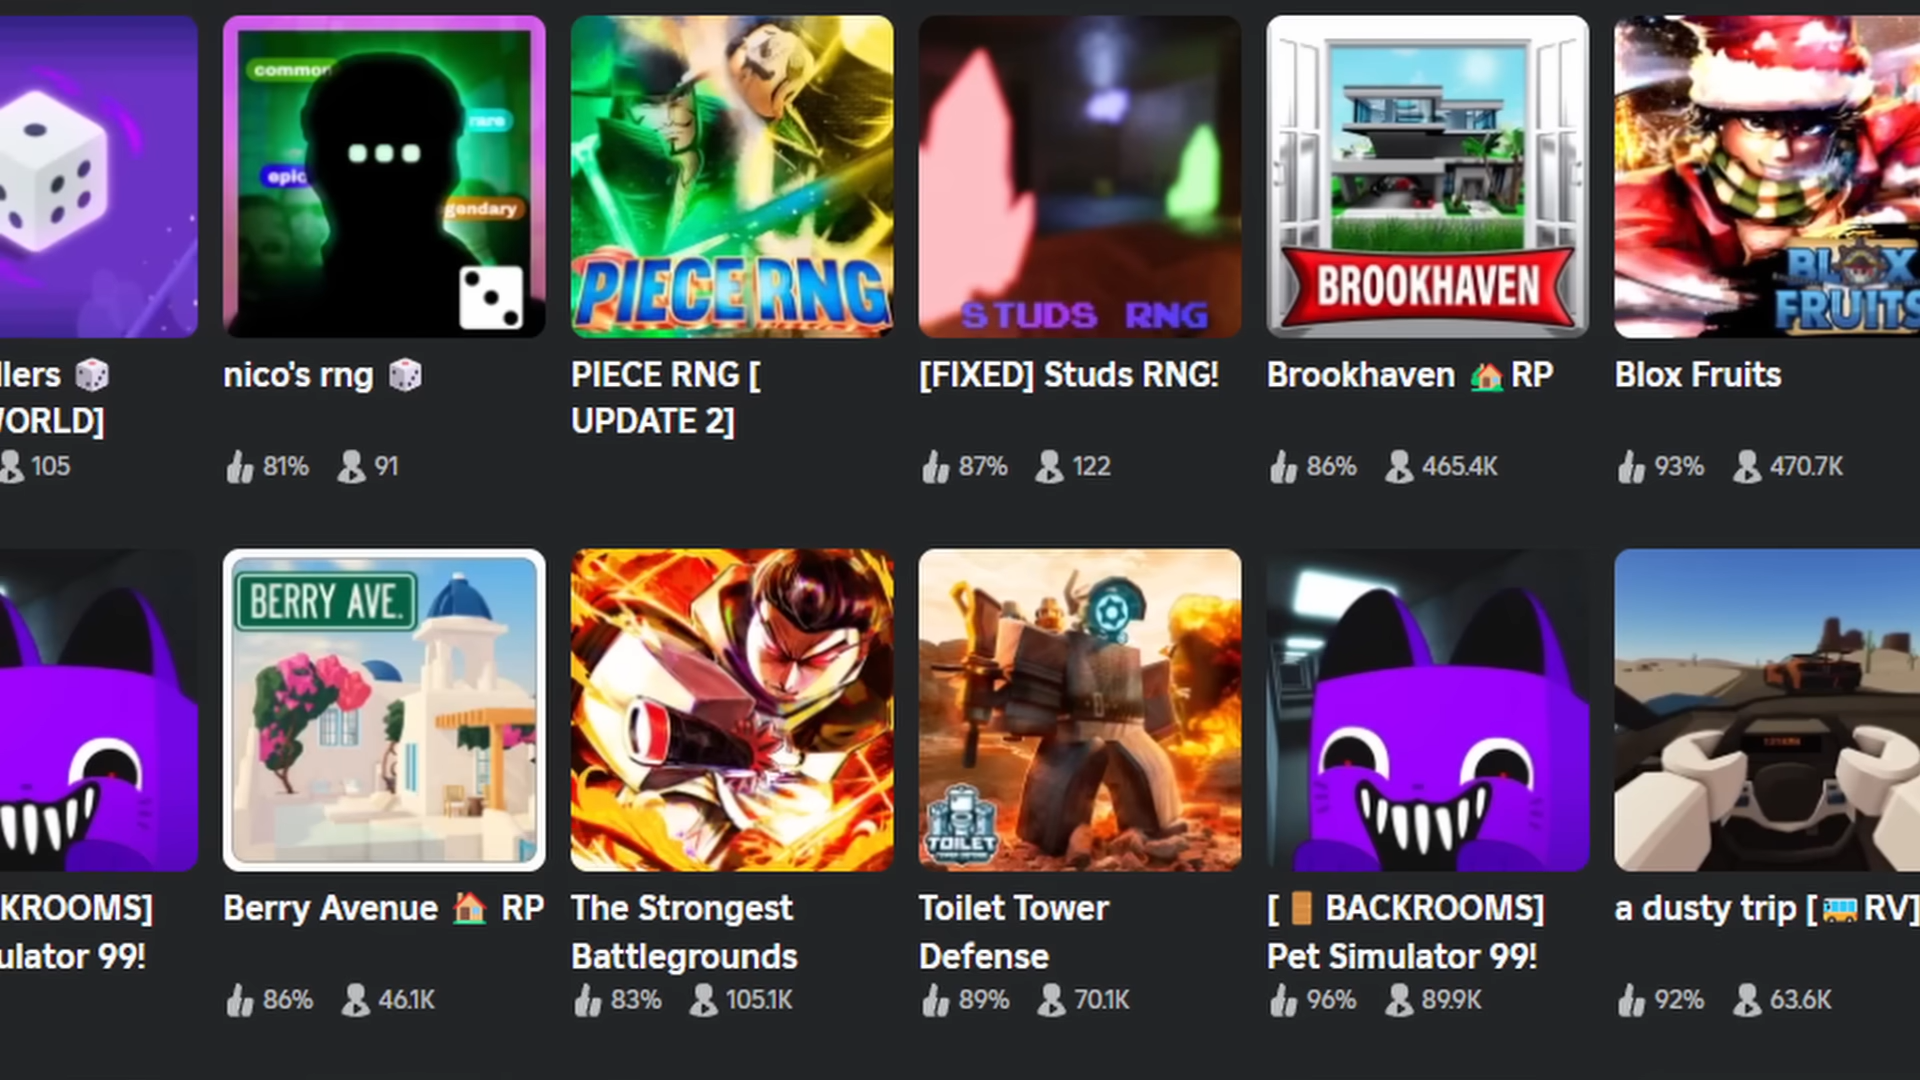 common
rare
epic
gendary
PIECE RNG
STUDS RNG
BROOKHAVEN
BLOX
FRUITS
llers
WORLD]
105
nico's rng
81% 91
PIECE RNG [
UPDATE 2]
[FIXED] Studs RNG!
87% 122
Brookhaven RP
86% 465.4K
Blox Fruits
93% 470.7K
BERRY AVE.
TOILET
KROOMS]
ulator 99!
Berry Avenue RP
86% 46.1K
The Strongest
Battlegrounds
83% 105.1K
Toilet Tower
Defense
89% 70.1K
[ BACKROOMS]
Pet Simulator 99!
96% 89.9K
a dusty trip [ RV]
92% 63.6K